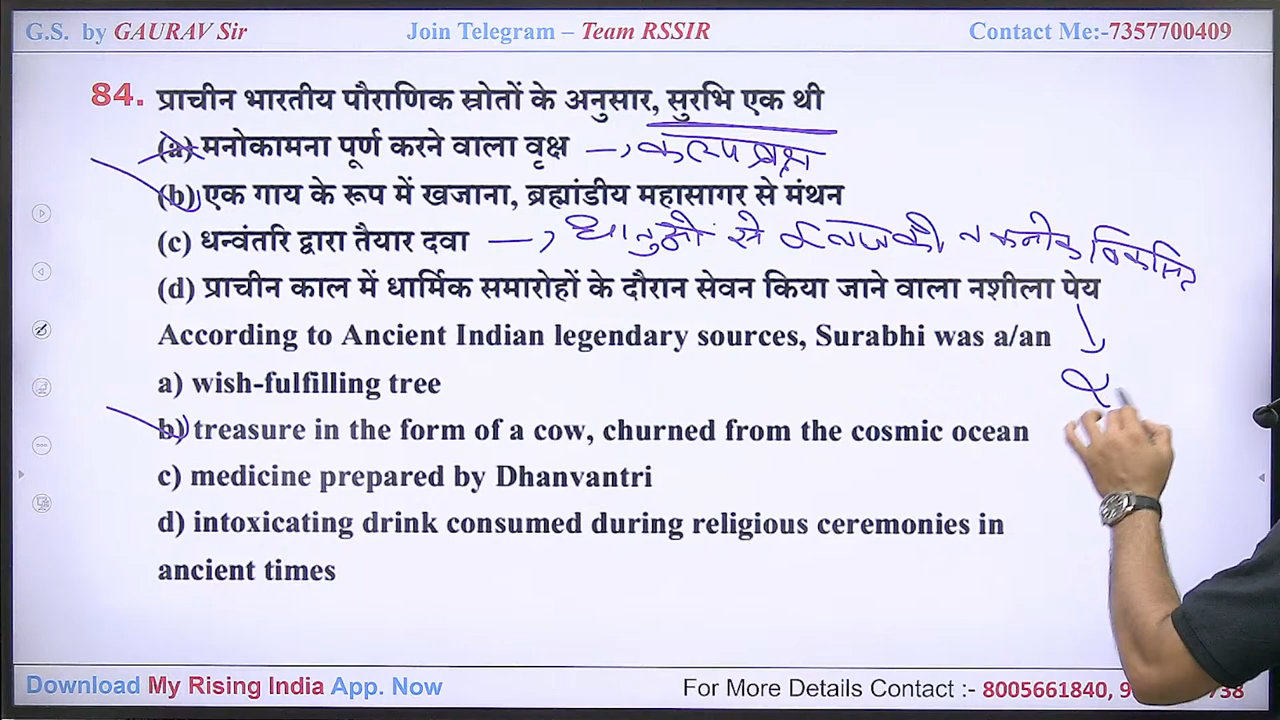 G.S. by GAURAV Sir
Join Telegram – Team RSSIR
Contact Me:-7357700409
84. प्राचीन भारतीय पौराणिक स्रोतों के अनुसार, सुरभि एक थी
(a) मनोकामना पूर्ण करने वाला वृक्ष →
(b) एक गाय के रूप में खजाना, ब्रह्मांडीय महासागर से मंथन
(c) धन्वंतरि द्वारा तैयार दवा → धातुओ से
(d) प्राचीन काल में धार्मिक समारोहों के दौरान सेवन किया जाने वाला नशीला पेय
According to Ancient Indian legendary sources, Surabhi was a/an
a) wish-fulfilling tree
b) treasure in the form of a cow, churned from the cosmic ocean
c) medicine prepared by Dhanvantri
d) intoxicating drink consumed during religious ceremonies in
ancient times
Download My Rising India App. Now
For More Details Contact :- 8005661840,